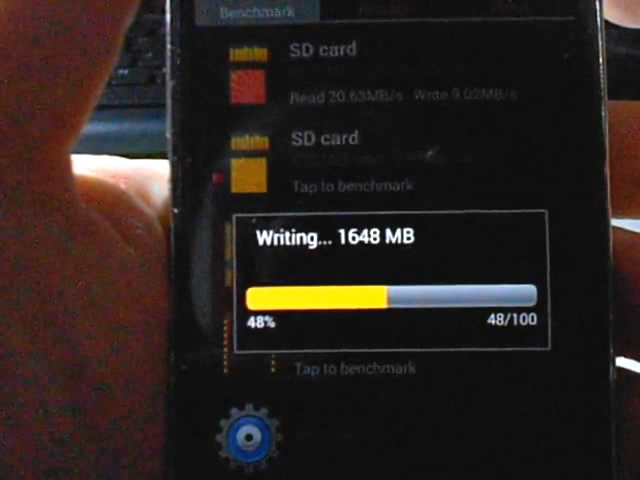 Benchmark
SD card
Read 20.63MB/s Write 9.02MB/s
SD card
Tap to benchmark
Writing... 1648 MB
48% 48/100
Tap to benchmark